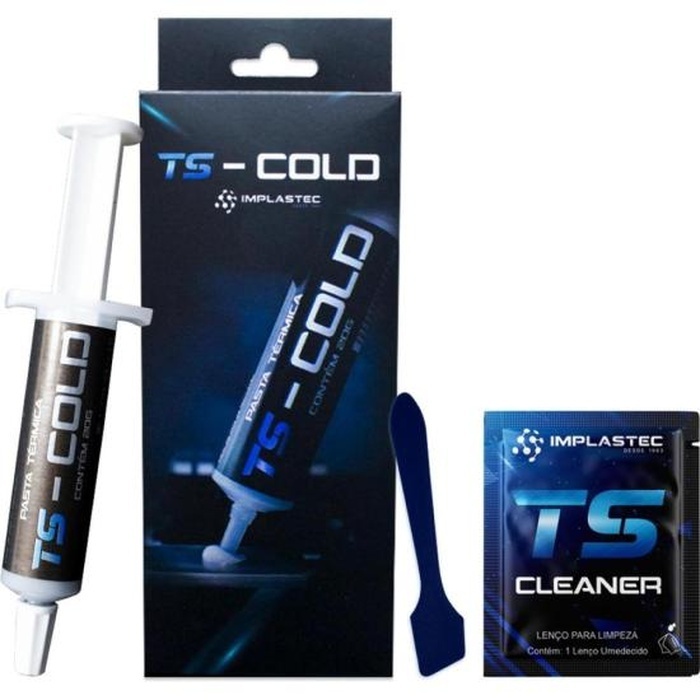 TS - COLD
IMPLASTEC
PASTA TÉRMICA
TS - COLD
CONTÉM 20G
PASTA TÉRMICA
TS - COLD
CONTÉM 20G
IMPLASTEC
DESDE 1983
TS
CLEANER
LENÇO PARA LIMPEZA
Contém: 1 Lenço Umedecido